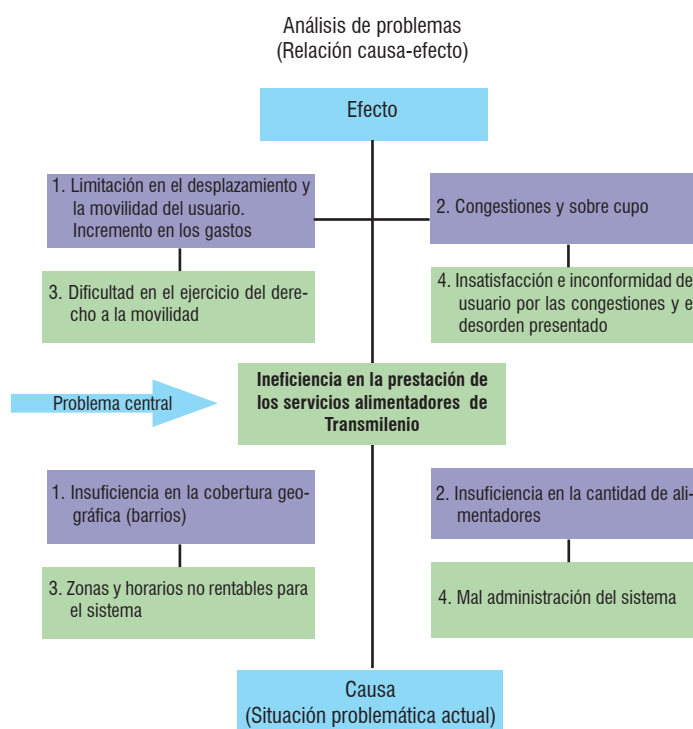 Análisis de problemas
(Relación causa-efecto)
Efecto
1. Limitación en el desplazamiento y
la movilidad del usuario.
Incremento en los gastos
2. Congestiones y sobre cupo
3. Dificultad en el ejercicio del dere-
cho a la movilidad
4. Insatisfacción e inconformidad de
usuario por las congestiones y e
desorden presentado
Ineficiencia en la prestación de
los servicios alimentadores de
Transmilenio
Problema central
1. Insuficiencia en la cobertura geo-
gráfica (barrios)
2. Insuficiencia en la cantidad de ali-
mentadores
3. Zonas y horarios no rentables para
el sistema
4. Mal administración del sistema
Causa
(Situación problemática actual)